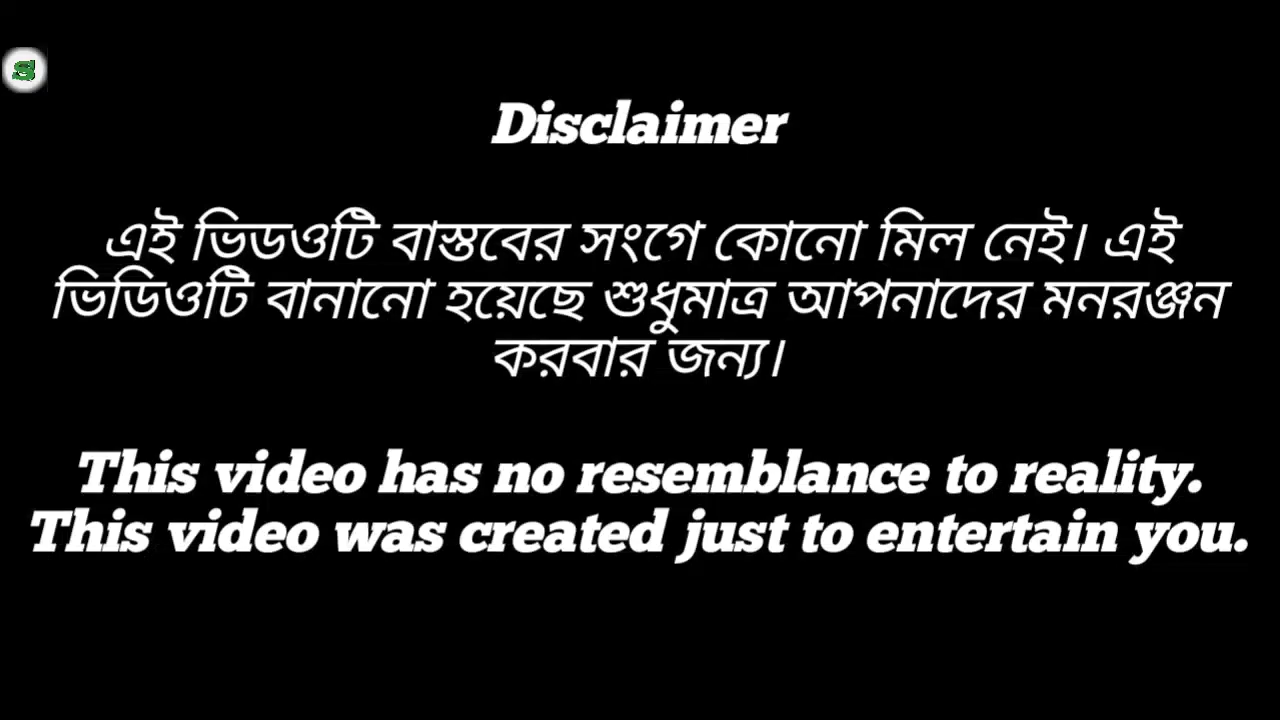 Disclaimer
এই ভিডওটি বাস্তবের সংগে কোনো মিল নেই। এই
ভিডিওটি বানানো হয়েছে শুধুমাত্র আপনাদের মনরঞ্জন
করবার জন্য।
This video has no resemblance to reality.
This video was created just to entertain you.